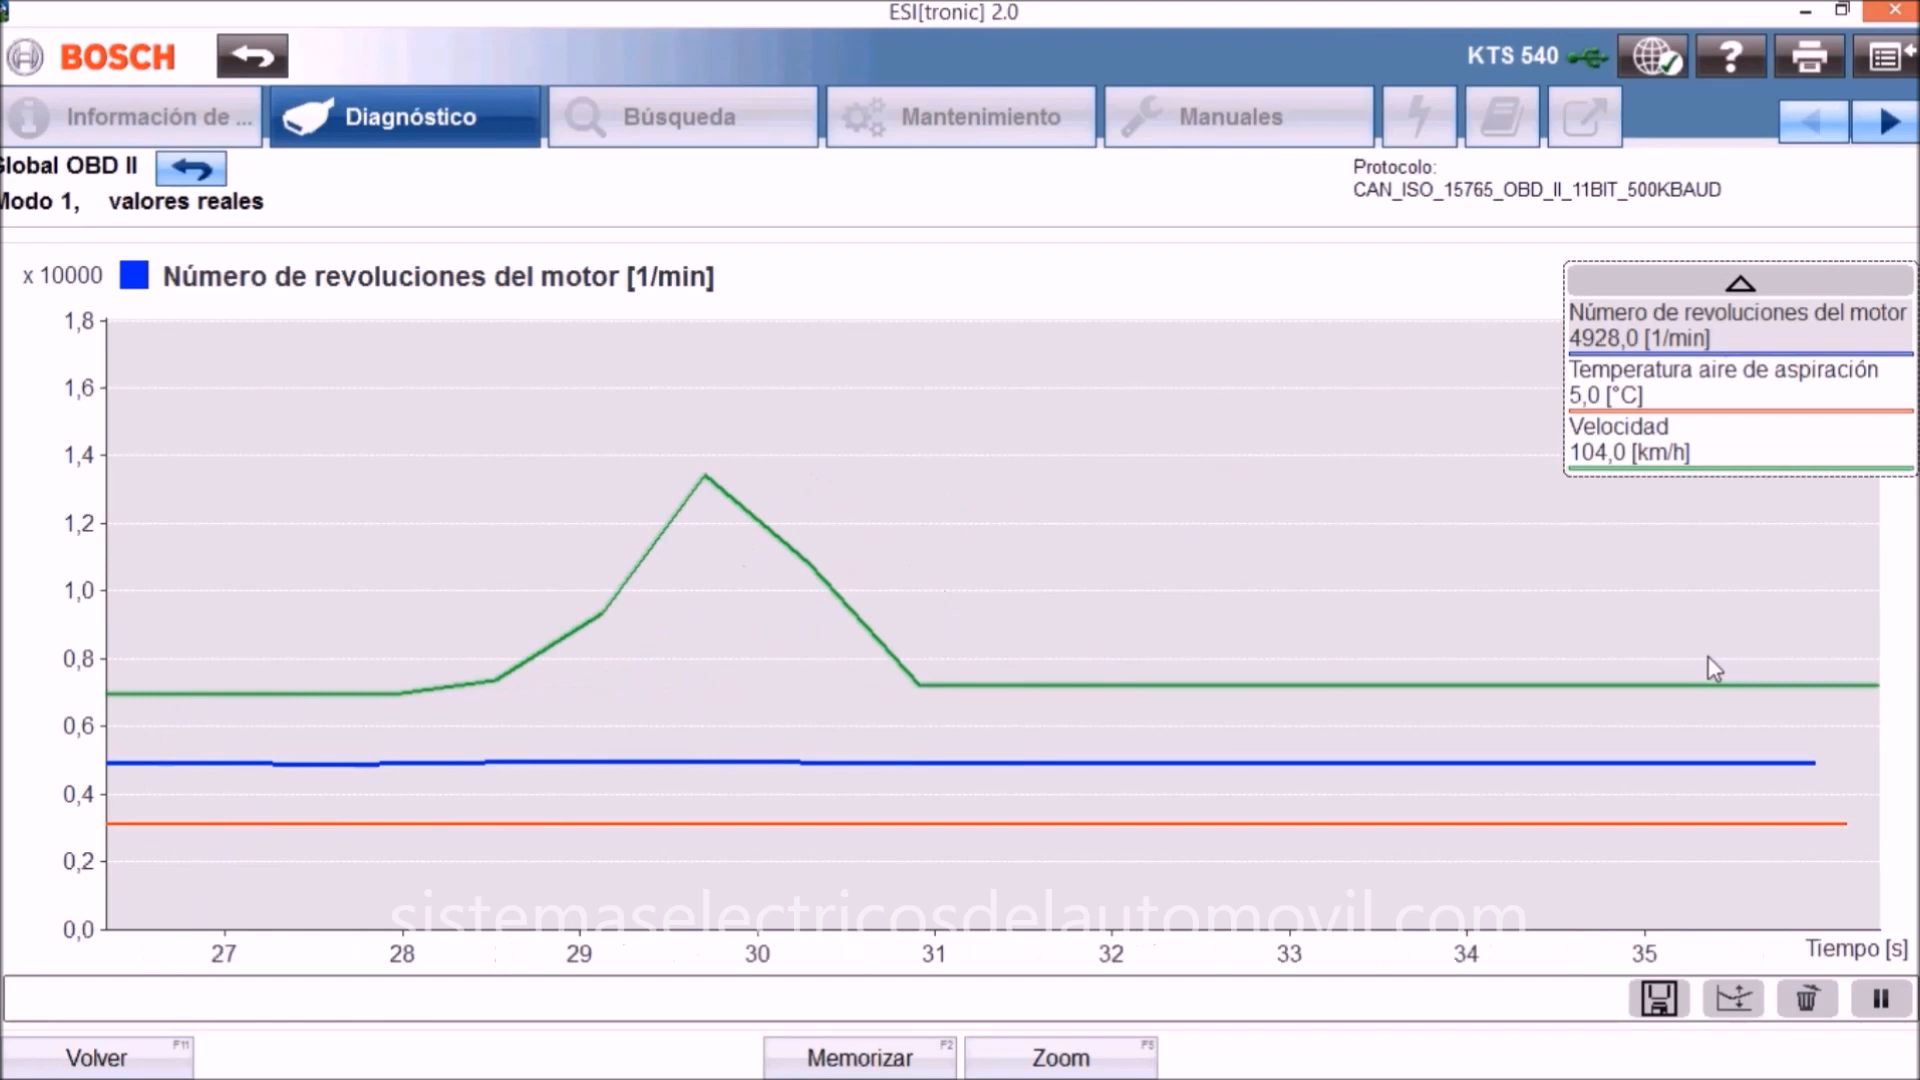 ESI[tronic] 2.0
BOSCH
KTS 540
?
Información de ...
Diagnóstico
Búsqueda
Mantenimiento
Manuales
lobal OBD II
Modo 1, valores reales
Protocolo:
CAN_ISO_15765_OBD_II_11BIT_500KBAUD
x 10000
Número de revoluciones del motor [1/min]
Número de revoluciones del motor
4928,0 [1/min]
Temperatura aire de aspiración
5,0 [°C]
Velocidad
104,0 [km/h]
1,8
1,6
1,4
1,2
1,0
0,8
0,6
0,4
0,2
0,0
sistemaselectricosdelautomovil.com
27 28 29 30 31 32 33 34 35
Tiempo [s]
Volver F11
Memorizar F2
Zoom F5